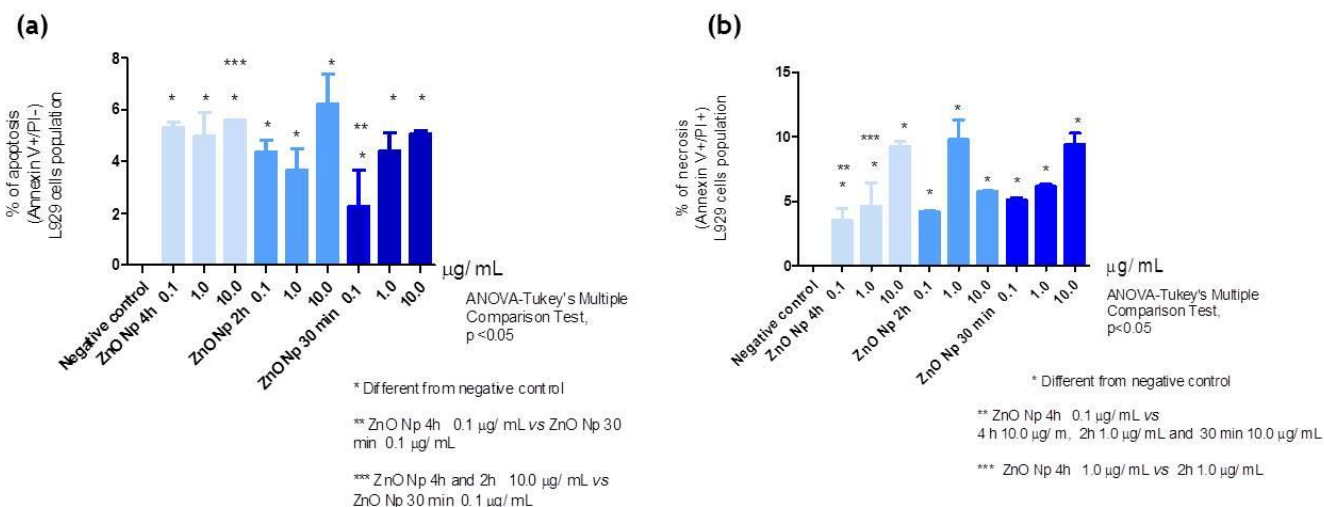 (a)
% of apoptosis
(Annexin V+/PI-)
L929 cells population
8
6
4
2
0
* * *** * * * * ** * * *
Negative control
ZnO Np 4h 0.1
1.0
10.0
ZnO Np 2h 0.1
1.0
10.0
ZnO Np 30 min 0.1
1.0
10.0
μg/ mL
ANOVA-Tukey's Multiple
Comparison Test,
p<0.05
* Different from negative control
** ZnO Np 4h 0.1 μg/ mL vs ZnO Np 30
min 0.1 μg/mL
*** ZnO Np 4h and 2h 10.0 μg/ mL vs
ZnO Np 30 min 0.1 μg/mL
(b)
% of necrosis
(Annexin V+/PI+)
L929 cells population
15
10
5
0
** * *** * * * * * * * *
Negative control
ZnO Np 4h 0.1
1.0
10.0
ZnO Np 2h 0.1
1.0
10.0
ZnO Np 30 min 0.1
1.0
10.0
μg/ mL
ANOVA-Tukey's Multiple
Comparison Test,
p<0.05
* Different from negative control
** ZnO Np 4h 0.1 μg/ mL vs
4 h 10.0 μg/ m, 2h 1.0 μg/mL and 30 min 10.0 μg/mL
*** ZnO Np 4h 1.0 μg/mL vs 2h 1.0 μg/mL